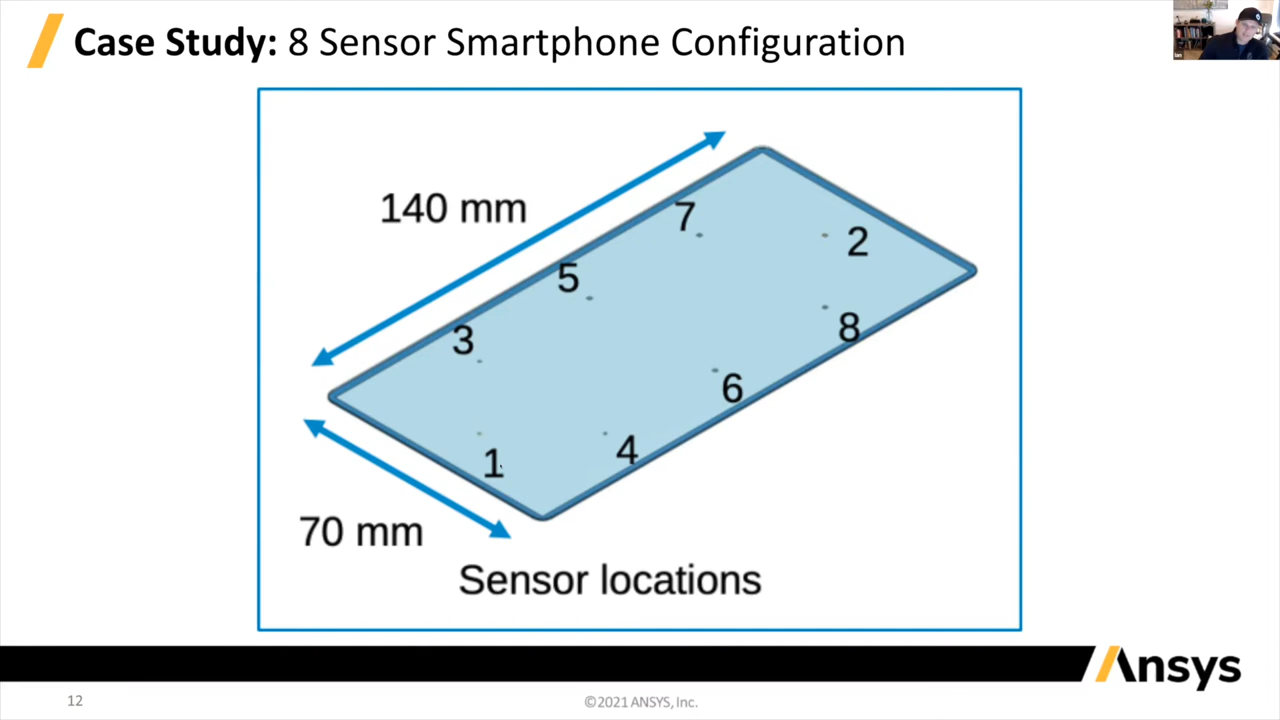 Case Study: 8 Sensor Smartphone Configuration
140 mm
7
2
5
3
8
6
1
4
70 mm
Sensor locations
Ansys
12
©2021 ANSYS, Inc.